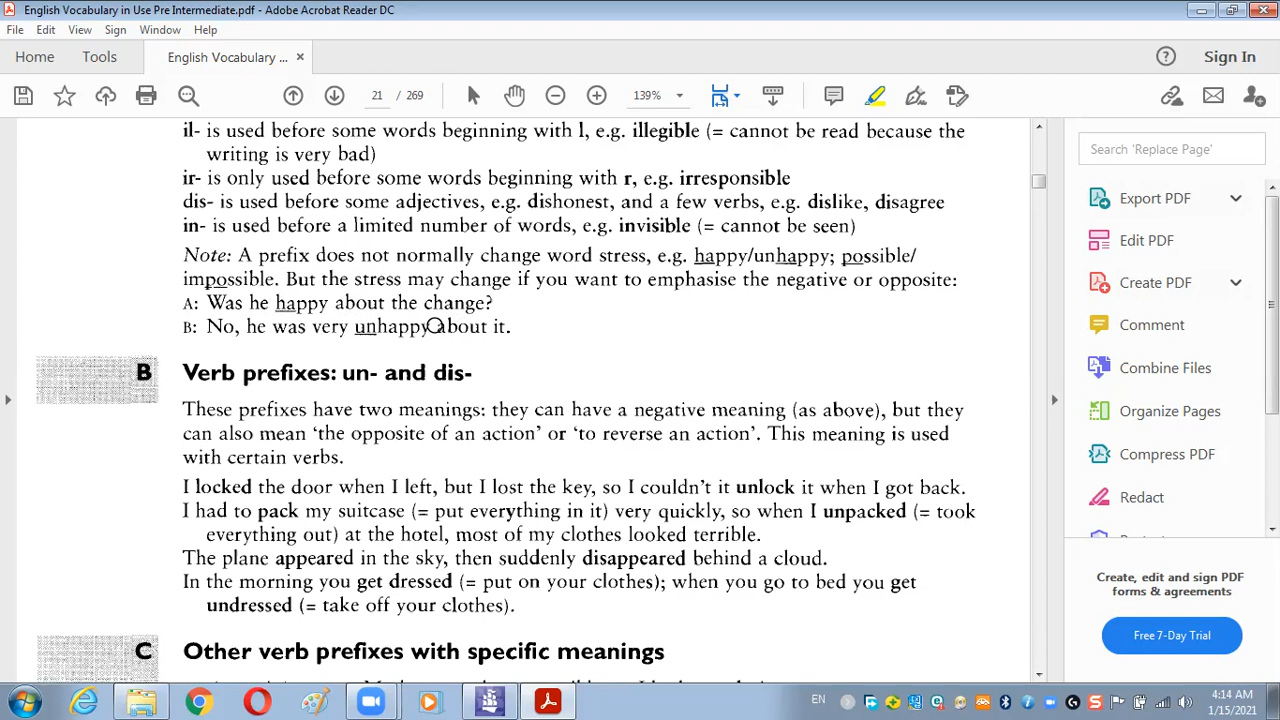 English Vocabulary in Use Pre Intermediate.pdf - Adobe Acrobat Reader DC
File Edit View Sign Window Help
Home Tools English Vocabulary ... × Sign In
21 / 269 139%
il- is used before some words beginning with l, e.g. illegible (= cannot be read because the
writing is very bad)
ir- is only used before some words beginning with r, e.g. irresponsible
dis- is used before some adjectives, e.g. dishonest, and a few verbs, e.g. dislike, disagree
in- is used before a limited number of words, e.g. invisible (= cannot be seen)
Note: A prefix does not normally change word stress, e.g. happy/unhappy; possible/
impossible. But the stress may change if you want to emphasise the negative or opposite:
A: Was he happy about the change?
B: No, he was very unhappy about it.
B Verb prefixes: un- and dis-
These prefixes have two meanings: they can have a negative meaning (as above), but they
can also mean ‘the opposite of an action’ or ‘to reverse an action’. This meaning is used
with certain verbs.
I locked the door when I left, but I lost the key, so I couldn’t it unlock it when I got back.
I had to pack my suitcase (= put everything in it) very quickly, so when I unpacked (= took
everything out) at the hotel, most of my clothes looked terrible.
The plane appeared in the sky, then suddenly disappeared behind a cloud.
In the morning you get dressed (= put on your clothes); when you go to bed you get
undressed (= take off your clothes).
C Other verb prefixes with specific meanings
Search 'Replace Page'
Export PDF
Edit PDF
Create PDF
Comment
Combine Files
Organize Pages
Compress PDF
Redact
Create, edit and sign PDF
forms & agreements
Free 7-Day Trial
EN
4:14 AM
1/15/2021